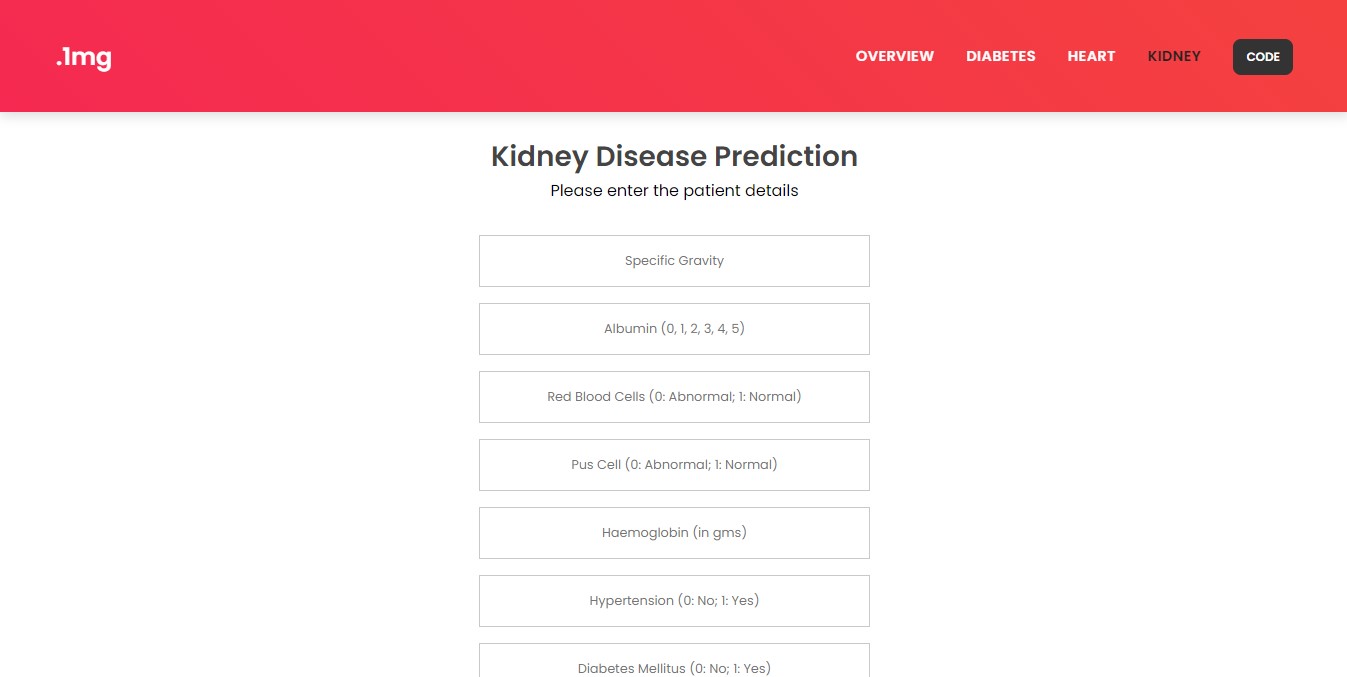 .1mg
OVERVIEW DIABETES HEART KIDNEY CODE
Kidney Disease Prediction
Please enter the patient details
Specific Gravity
Albumin (0, 1, 2, 3, 4, 5)
Red Blood Cells (0: Abnormal; 1: Normal)
Pus Cell (0: Abnormal; 1: Normal)
Haemoglobin (in gms)
Hypertension (0: No; 1: Yes)
Diabetes Mellitus (0: No; 1: Yes)